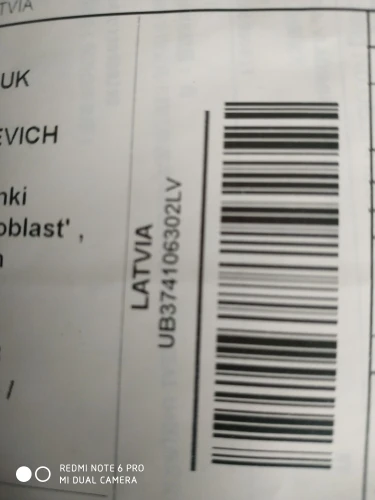 TVIA
UK
EVICH
nki
oblast' ,
LATVIA
UB374106302LV
/
REDMI NOTE 6 PRO
MI DUAL CAMERA